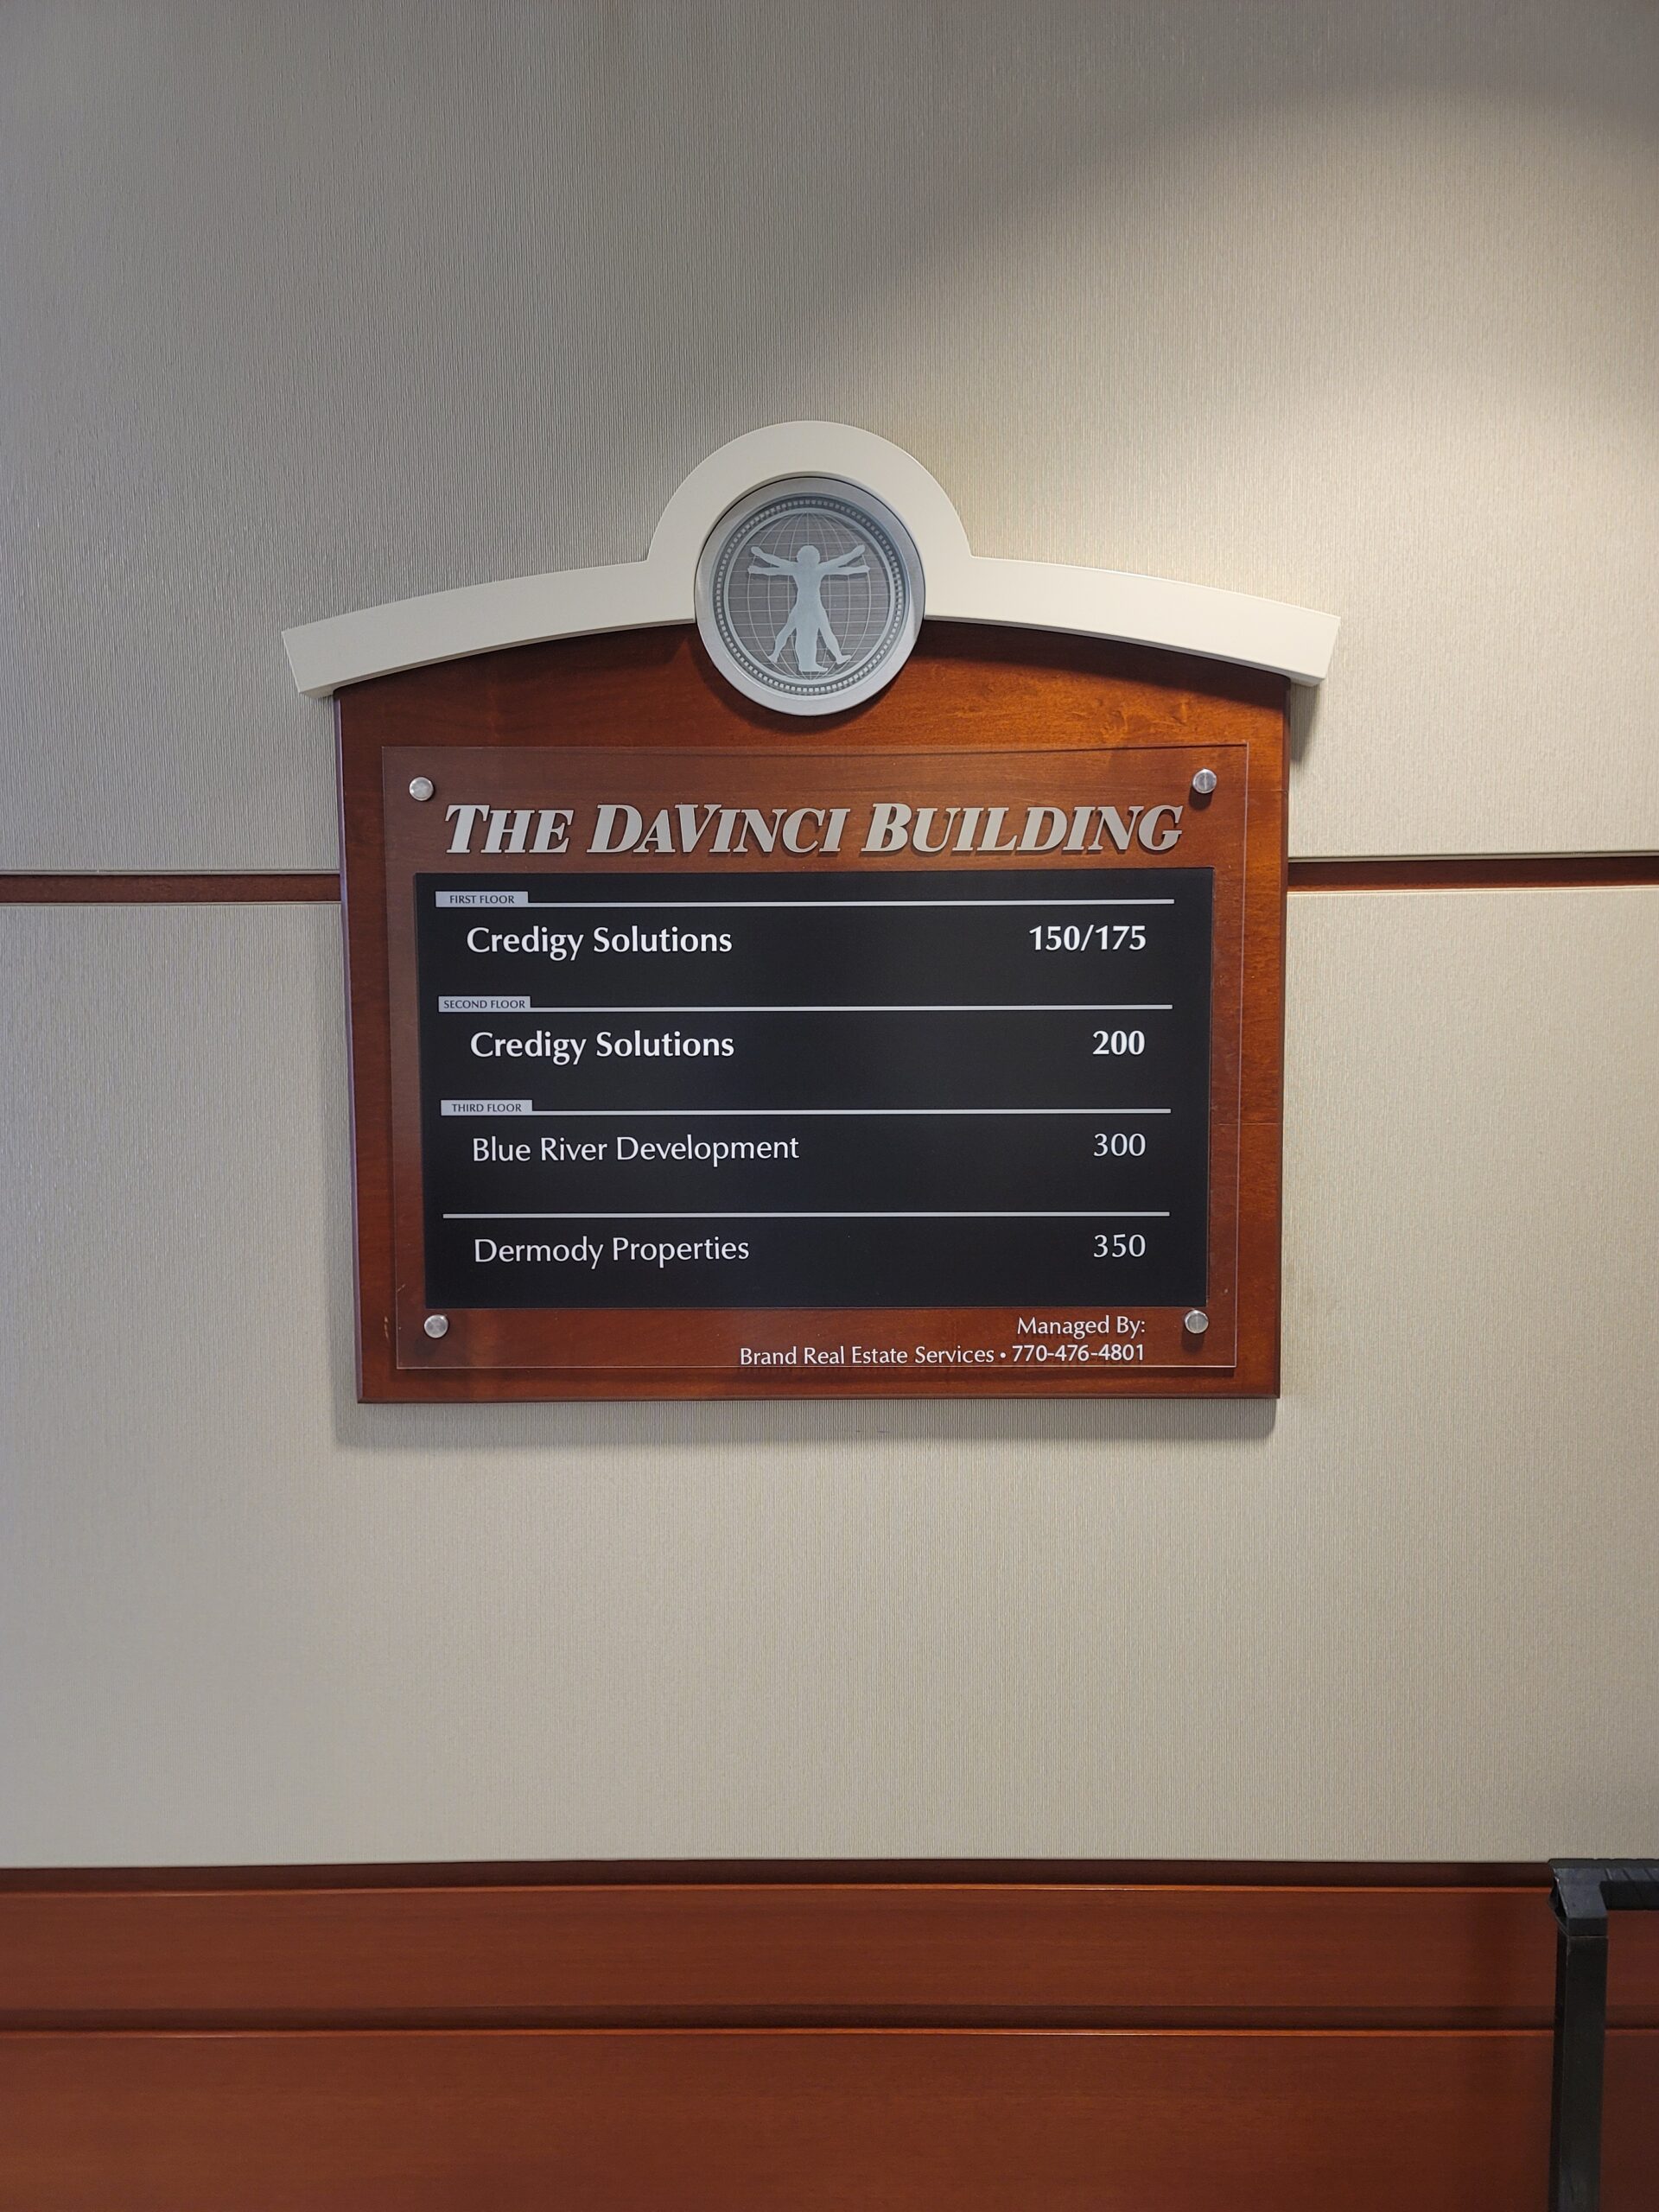 THE DAVINCI BUILDING
FIRST FLOOR
Credigy Solutions 150/175
SECOND FLOOR
Credigy Solutions 200
THIRD FLOOR
Blue River Development 300
Dermody Properties 350
Managed By:
Brand Real Estate Services • 770-476-4801